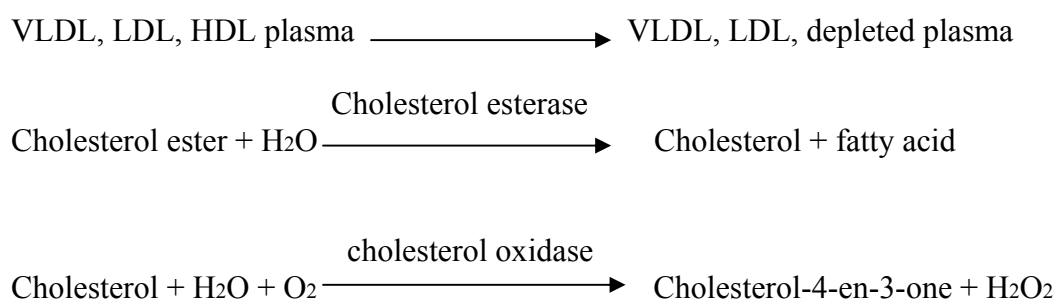 VLDL, LDL, HDL plasma VLDL, LDL, depleted plasma
Cholesterol esterase
Cholesterol ester + H2O Cholesterol + fatty acid
cholesterol oxidase
Cholesterol + H2O + O2 Cholesterol-4-en-3-one + H2O2